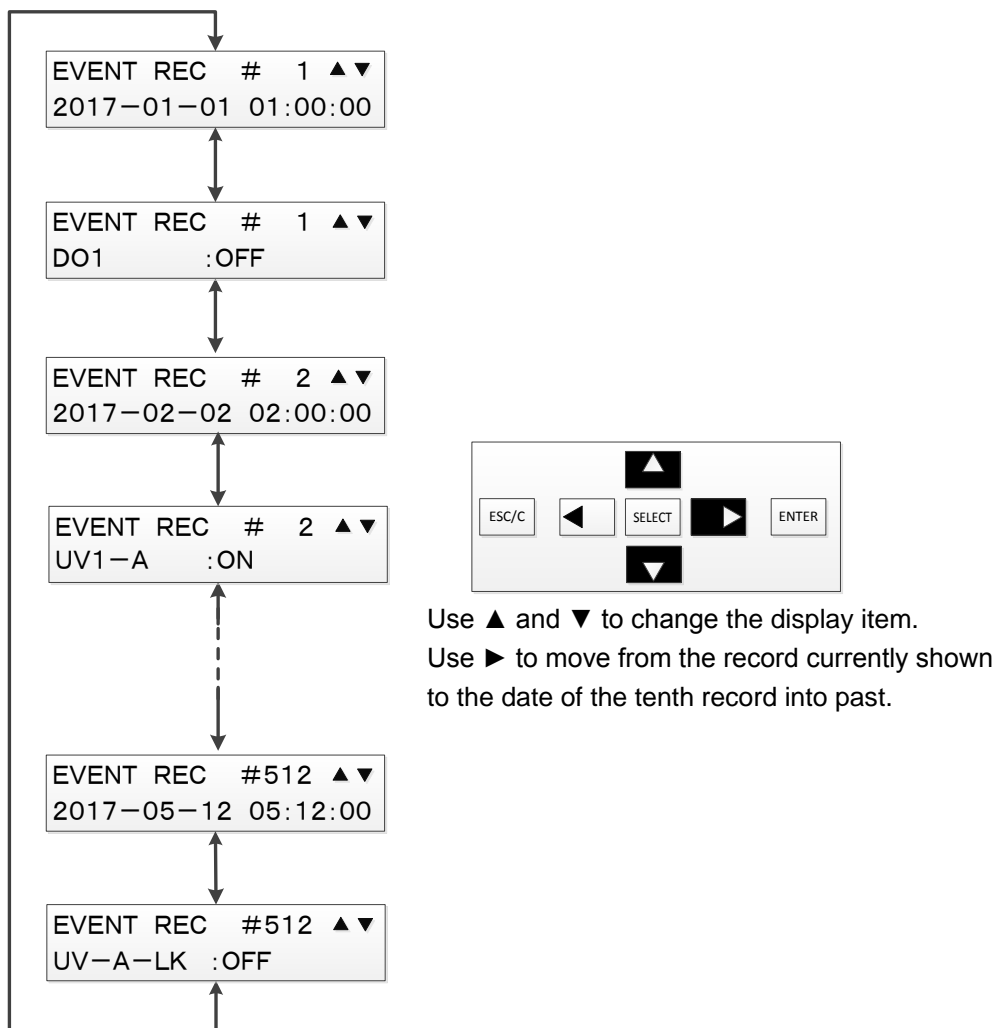 EVENT REC # 1 ▲▼
2017−01−01 01:00:00
EVENT REC # 1 ▲▼
DO1 :OFF
EVENT REC # 2 ▲▼
2017−02−02 02:00:00
EVENT REC # 2 ▲▼
UV1−A :ON
EVENT REC #512 ▲▼
2017−05−12 05:12:00
EVENT REC #512 ▲▼
UV−A−LK :OFF
ESC/C ◀ SELECT ▶ ENTER
Use ▲ and ▼ to change the display item.
Use ► to move from the record currently shown
to the date of the tenth record into past.